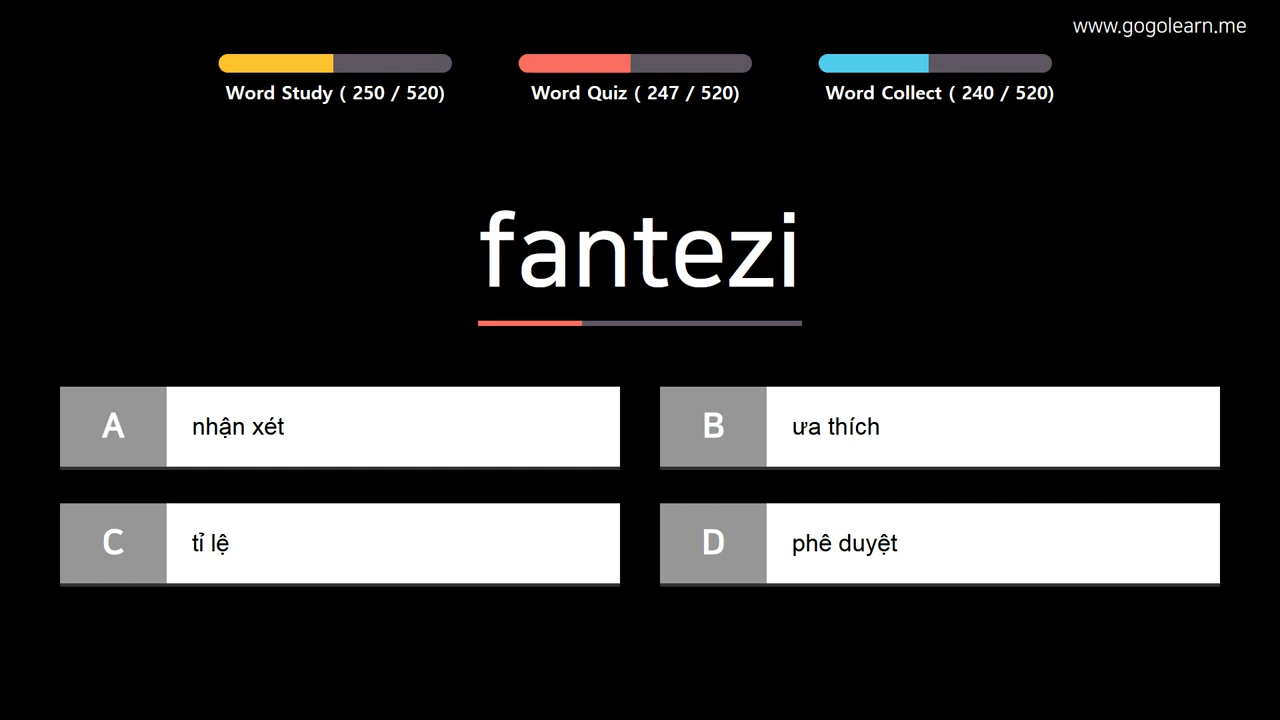 www.gogolearn.me
Word Study ( 250 / 520)
Word Quiz ( 247 / 520)
Word Collect ( 240 / 520)
fantezi
A nhận xét
B ưa thích
C tỉ lệ
D phê duyệt